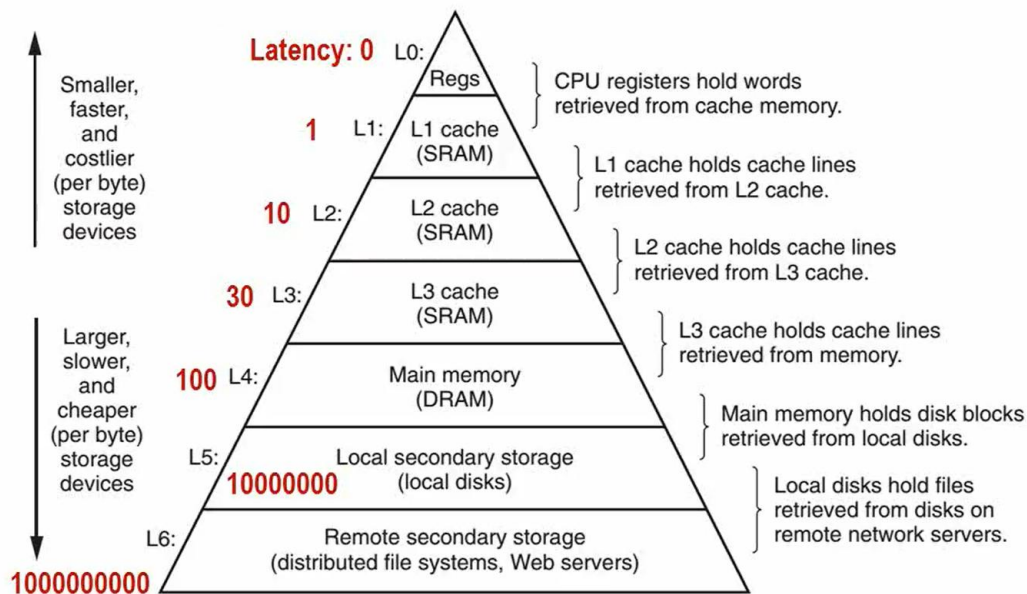 Latency: 0 L0:
Regs
1 L1: L1 cache
(SRAM)
10 L2: L2 cache
(SRAM)
30 L3: L3 cache
(SRAM)
100 L4: Main memory
(DRAM)
L5: Local secondary storage
10000000 (local disks)
L6: Remote secondary storage
(distributed file systems, Web servers)
1000000000
Smaller,
faster,
and
costlier
(per byte)
storage
devices
Larger,
slower,
and
cheaper
(per byte)
storage
devices
CPU registers hold words
retrieved from cache memory.
L1 cache holds cache lines
retrieved from L2 cache.
L2 cache holds cache lines
retrieved from L3 cache.
L3 cache holds cache lines
retrieved from memory.
Main memory holds disk blocks
retrieved from local disks.
Local disks hold files
retrieved from disks on
remote network servers.